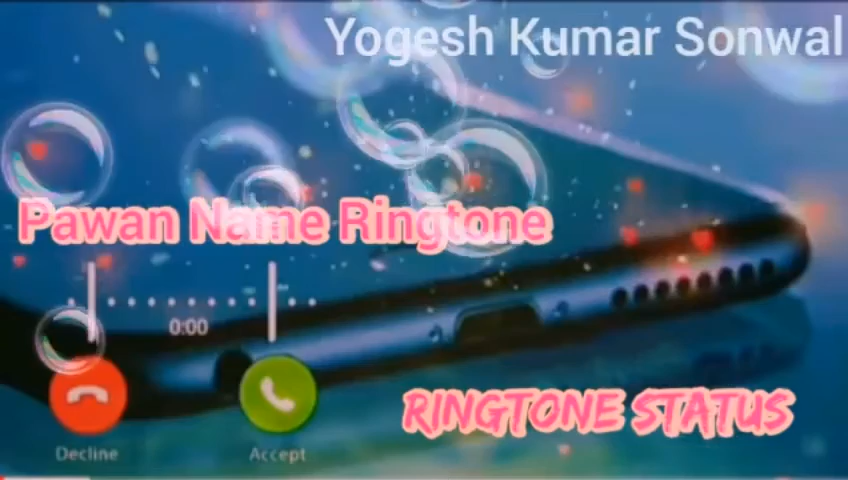 Yogesh Kumar Sonwal
Pawan Name Ringtone
0:00
RINGTONE STATUS
Decline
Accept